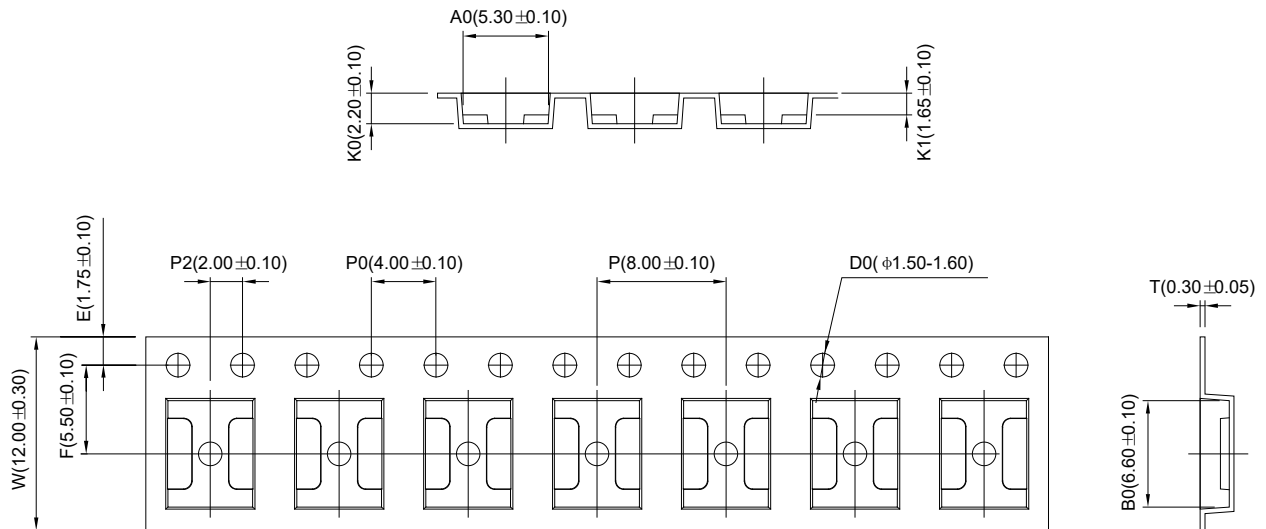 A0(5.30±0.10)
K0(2.20±0.10)
K1(1.65±0.10)
E(1.75±0.10)
P2(2.00±0.10)
P0(4.00±0.10)
P(8.00±0.10)
D0(ϕ1.50-1.60)
T(0.30±0.05)
W(12.00±0.30)
F(5.50±0.10)
B0(6.60±0.10)